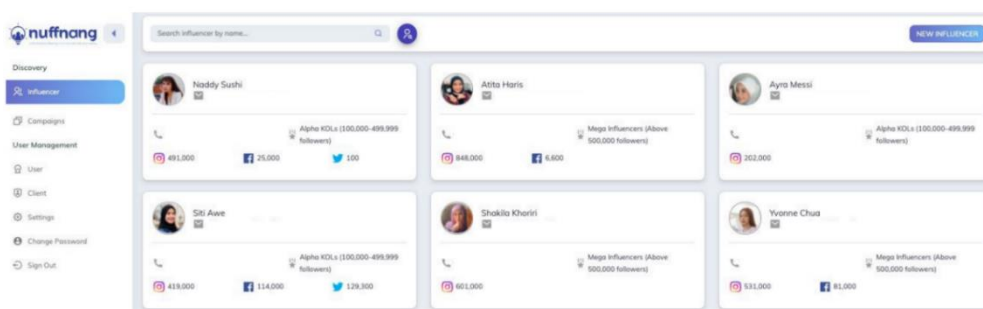 nuffnang
Search influencer by name...
NEW INFLUENCER
Discovery
Influencer
Campaigns
User Management
User
Client
Settings
Change Password
Sign Out
Naddy Sushi
Alpha KOLs (100,000-499,999
followers)
491,000
25,000
100
Atita Haris
Mega Influencers (Above
500,000 followers)
848,000
6,600
Ayra Messi
Alpha KOLs (100,000-499,999
followers)
202,000
Siti Awe
Alpha KOLs (100,000-499,999
followers)
419,000
114,000
129,300
Shakila Khoriri
Mega Influencers (Above
500,000 followers)
601,000
Yvonne Chua
Mega Influencers (Above
500,000 followers)
531,000
81,000